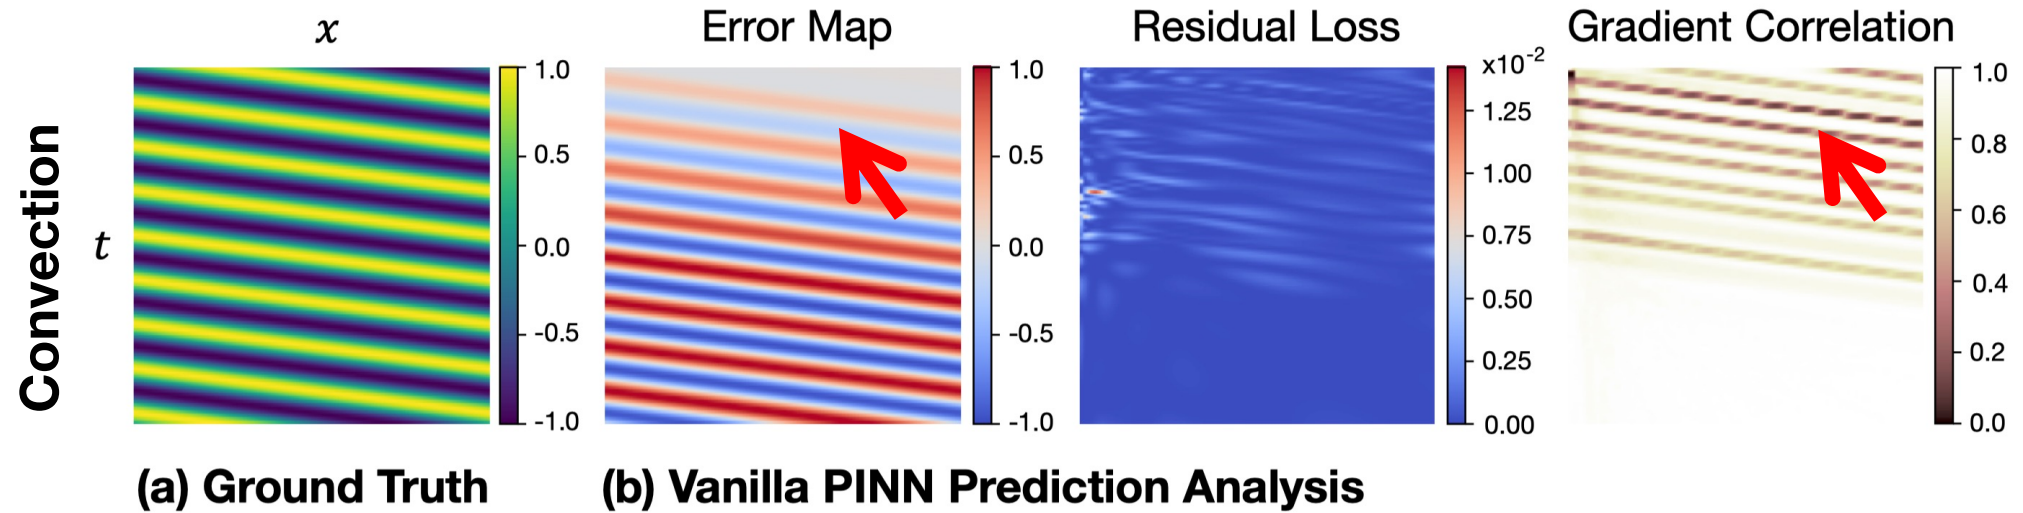 x
Error Map
Residual Loss
Gradient Correlation
Convection
t
1.0
0.5
0.0
-0.5
-1.0
1.0
0.5
0.0
-0.5
-1.0
x10-2
1.25
1.00
0.75
0.50
0.25
0.00
1.0
0.8
0.6
0.4
0.2
0.0
(a) Ground Truth
(b) Vanilla PINN Prediction Analysis